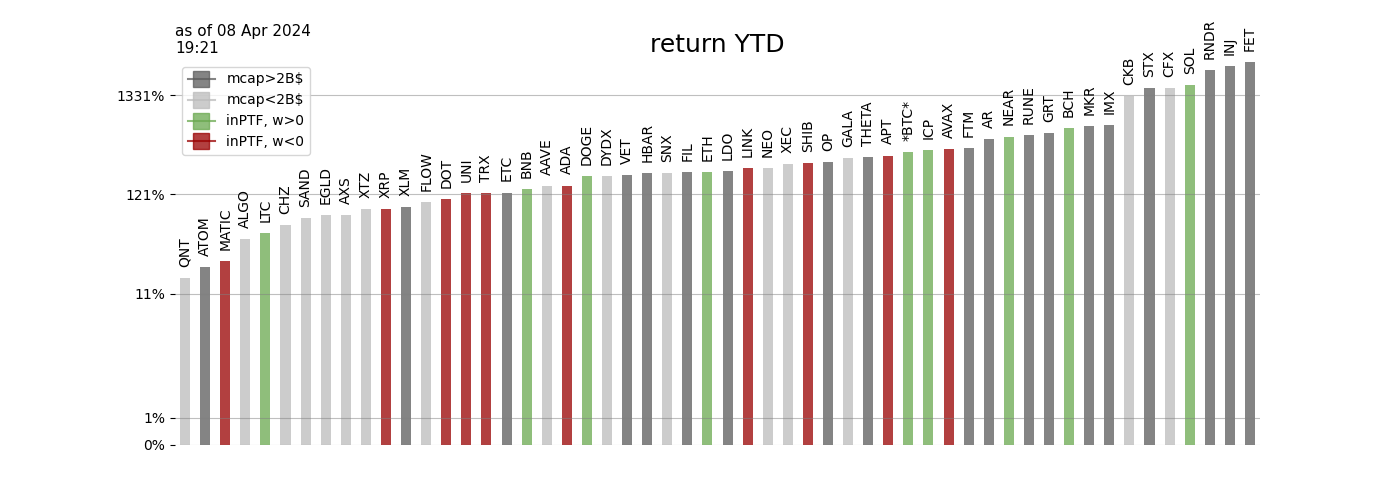 as of 08 Apr 2024
19:21
return YTD
mcap>2B$
mcap<2B$
inPTF, w>0
inPTF, w<0
1331%
121%
11%
1%
0%
QNT
ATOM
MATIC
ALGO
LTC
CHZ
SAND
EGLD
AXS
XTZ
XRP
XLM
FLOW
DOT
UNI
TRX
ETC
BNB
AAVE
ADA
DOGE
DYDX
VET
HBAR
SNX
FIL
ETH
LDO
LINK
NEO
XEC
SHIB
OP
GALA
THETA
APT
*BTC*
ICP
AVAX
FTM
AR
NEAR
RUNE
GRT
BCH
MKR
IMX
CKB
STX
CFX
SOL
RNDR
INJ
FET